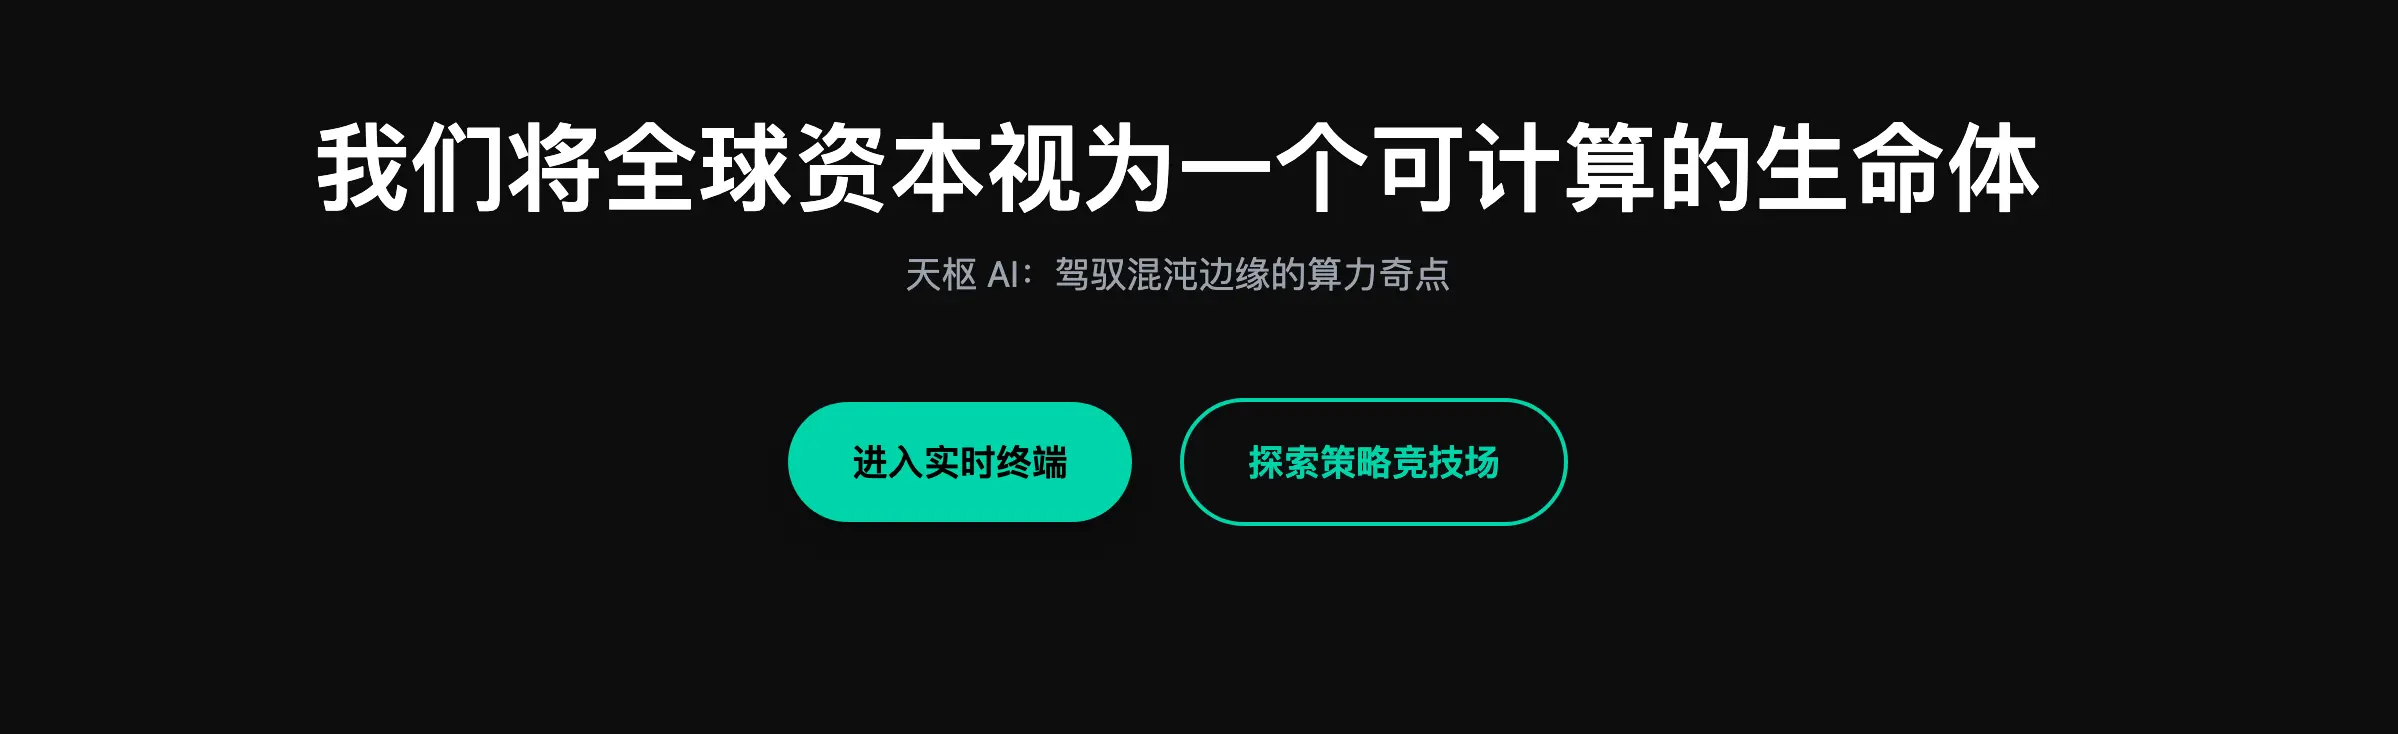 我们将全球资本视为一个可计算的生命体
天枢 AI：驾驭混沌边缘的算力奇点
进入实时终端
探索策略竞技场